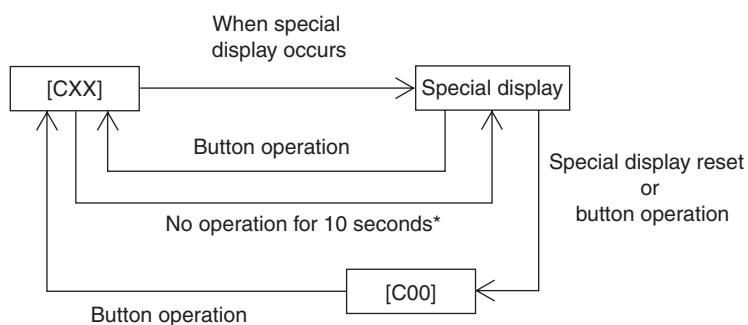 When special
display occurs
[CXX]
Special display
Button operation
Special display reset
or
button operation
No operation for 10 seconds*
[C00]
Button operation